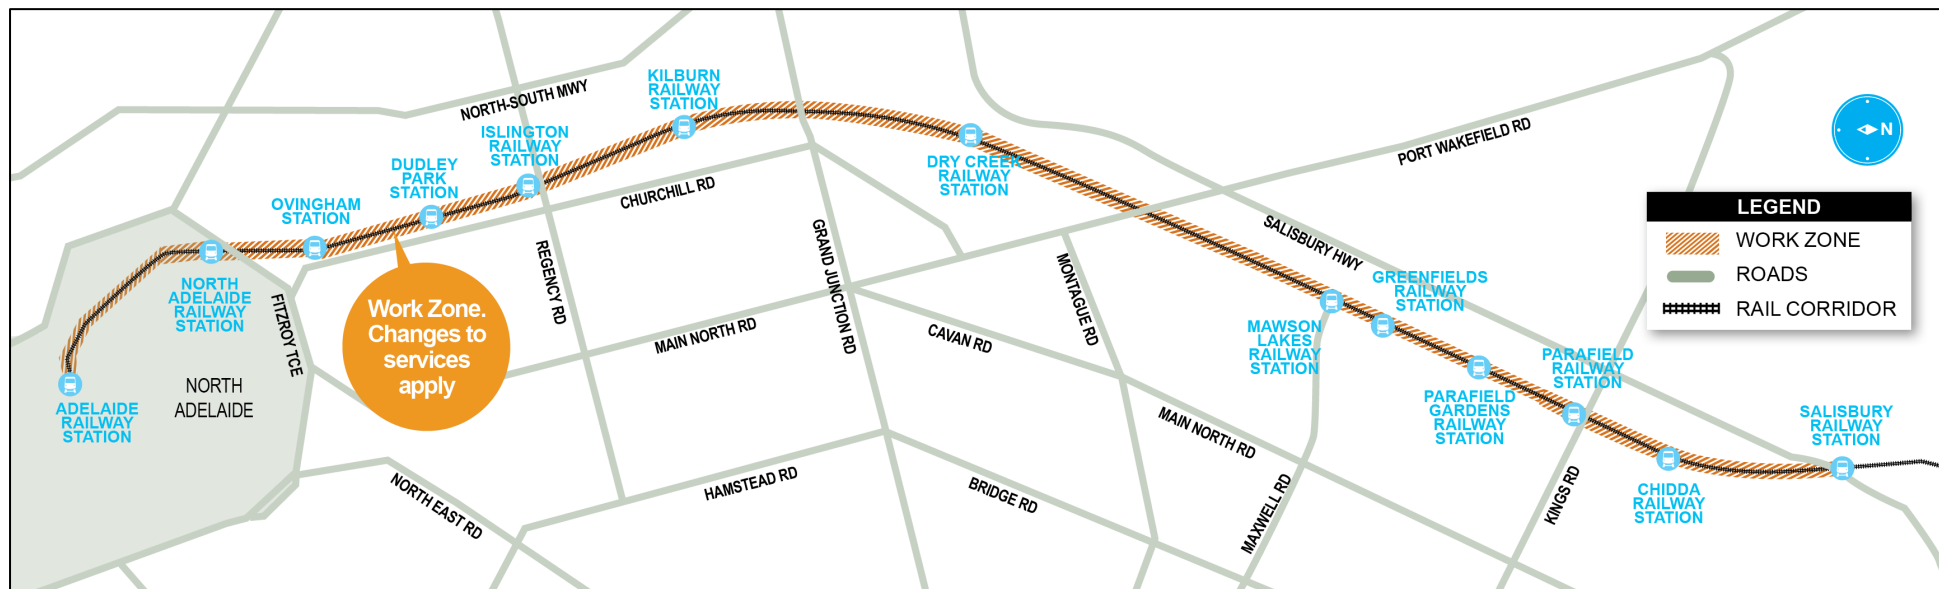 KILBURN
RAILWAY
STATION
NORTH-SOUTH MWY
ISLINGTON
RAILWAY
STATION
DUDLEY
PARK
STATION
OVINGHAM
STATION
CHURCHILL RD
DRY CREEK
RAILWAY
STATION
PORT WAKEFIELD RD
N
LEGEND
WORK ZONE
ROADS
RAIL CORRIDOR
NORTH
ADELAIDE
RAILWAY
STATION
FITZROY TCE
REGENCY RD
GRAND JUNCTION RD
SALISBURY HWY
MONTAGUE RD
GREENFIELDS
RAILWAY
STATION
Work Zone.
Changes to
services
apply
MAIN NORTH RD
CAVAN RD
MAWSON
LAKES
RAILWAY
STATION
PARAFIELD
RAILWAY
STATION
NORTH
ADELAIDE
ADELAIDE
RAILWAY
STATION
PARAFIELD
GARDENS
RAILWAY
STATION
MAIN NORTH RD
SALISBURY
RAILWAY
STATION
NORTH EAST RD
HAMSTEAD RD
BRIDGE RD
MAXWELL RD
KINGS RD
CHIDDA
RAILWAY
STATION